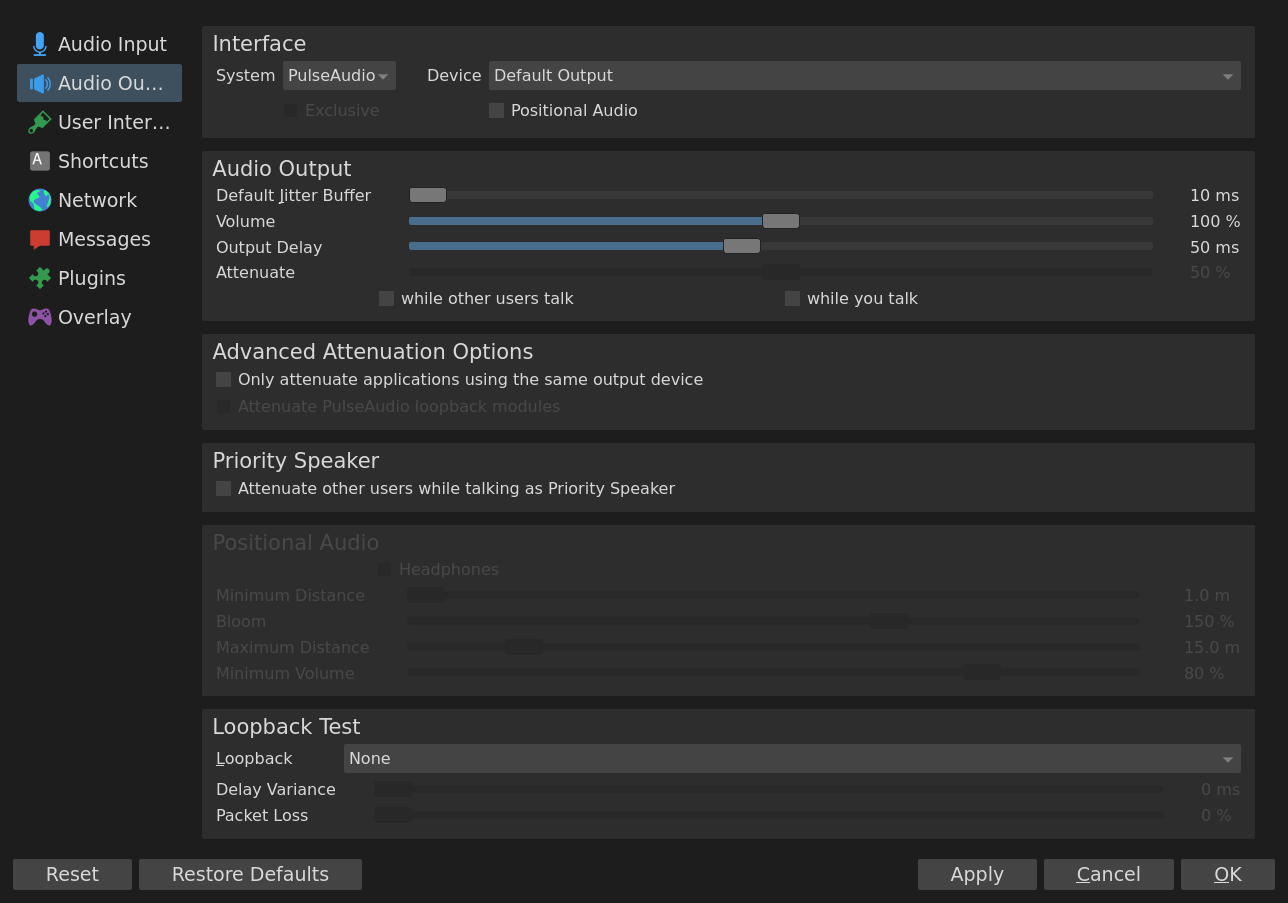 Audio Input
Audio Ou...
User Inter...
Shortcuts
A
Network
Messages
Plugins
Overlay
Interface
System PulseAudio Device Default Output
Exclusive Positional Audio
Audio Output
Default Jitter Buffer 10 ms
Volume 100 %
Output Delay 50 ms
Attenuate 50 %
while other users talk while you talk
Advanced Attenuation Options
Only attenuate applications using the same output device
Attenuate PulseAudio loopback modules
Priority Speaker
Attenuate other users while talking as Priority Speaker
Positional Audio
Headphones
Minimum Distance 1.0 m
Bloom 150 %
Maximum Distance 15.0 m
Minimum Volume 80 %
Loopback Test
Loopback None
Delay Variance 0 ms
Packet Loss 0 %
Reset Restore Defaults Apply Cancel OK